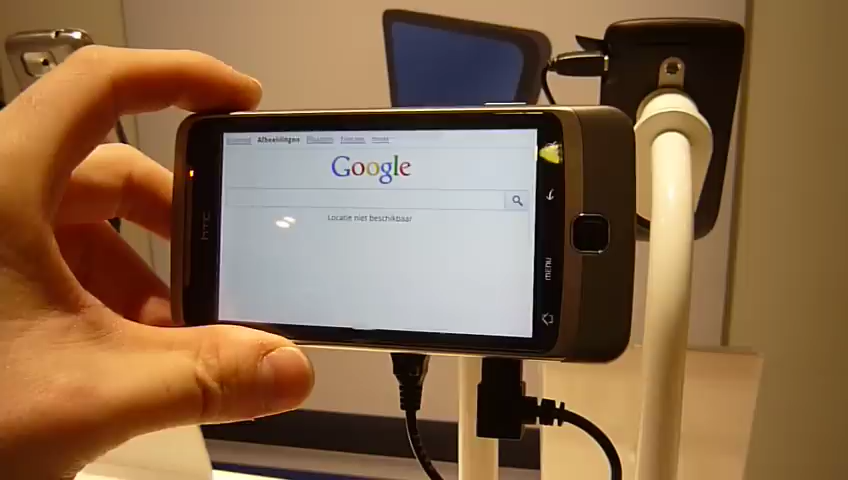 Afbeeldingen
Google
Locatie niet beschikbaar
hTC
MENU